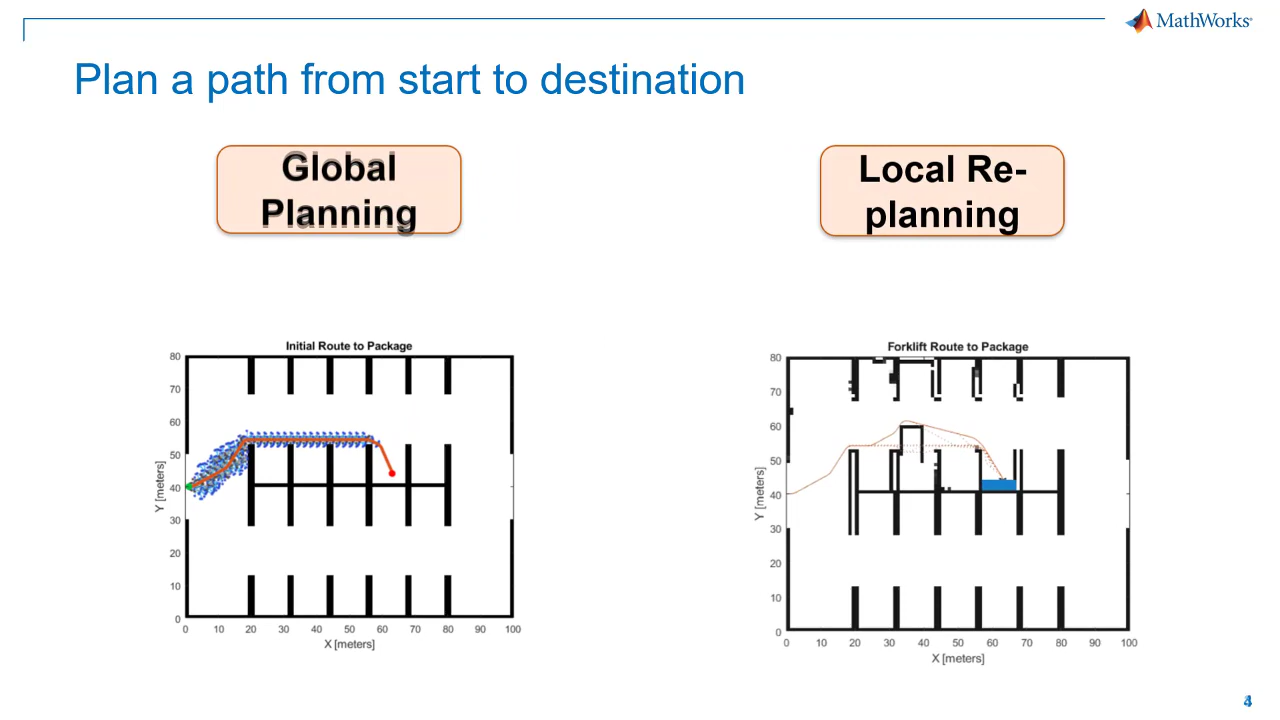 MathWorks
Plan a path from start to destination
Global
Planning
Local Re-
planning
Initial Route to Package
80
70
60
50
40
30
20
10
0
Y [meters]
0 10 20 30 40 50 60 70 80 90 100
X [meters]
Forklift Route to Package
80
70
60
50
40
30
20
10
0
Y [meters]
0 10 20 30 40 50 60 70 80 90 100
X [meters]